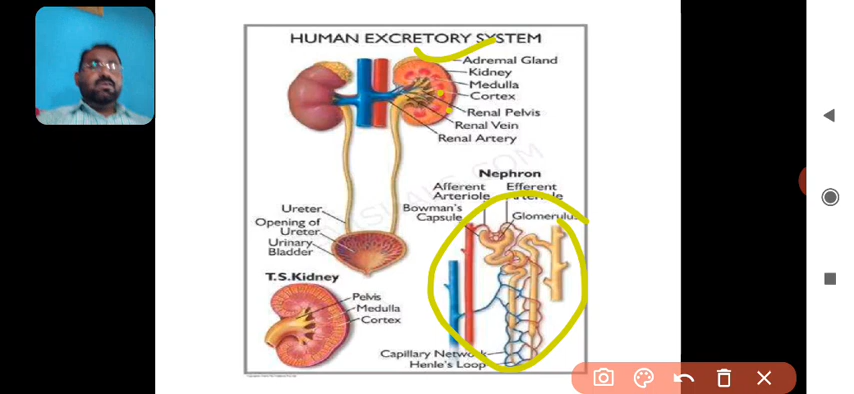 HUMAN EXCRETORY SYSTEM
Adremal Gland
Kidney
Medulla
Cortex
Renal Pelvis
Renal Vein
Renal Artery
Nephron
Afferent
Arteriole
Efferent
Bowman's
Capsule
Glomerulus
Ureter
Opening of
Ureter
Urinary
Bladder
T.S.Kidney
Pelvis
Medulla
Cortex
Capillary Network
Henle's Loop